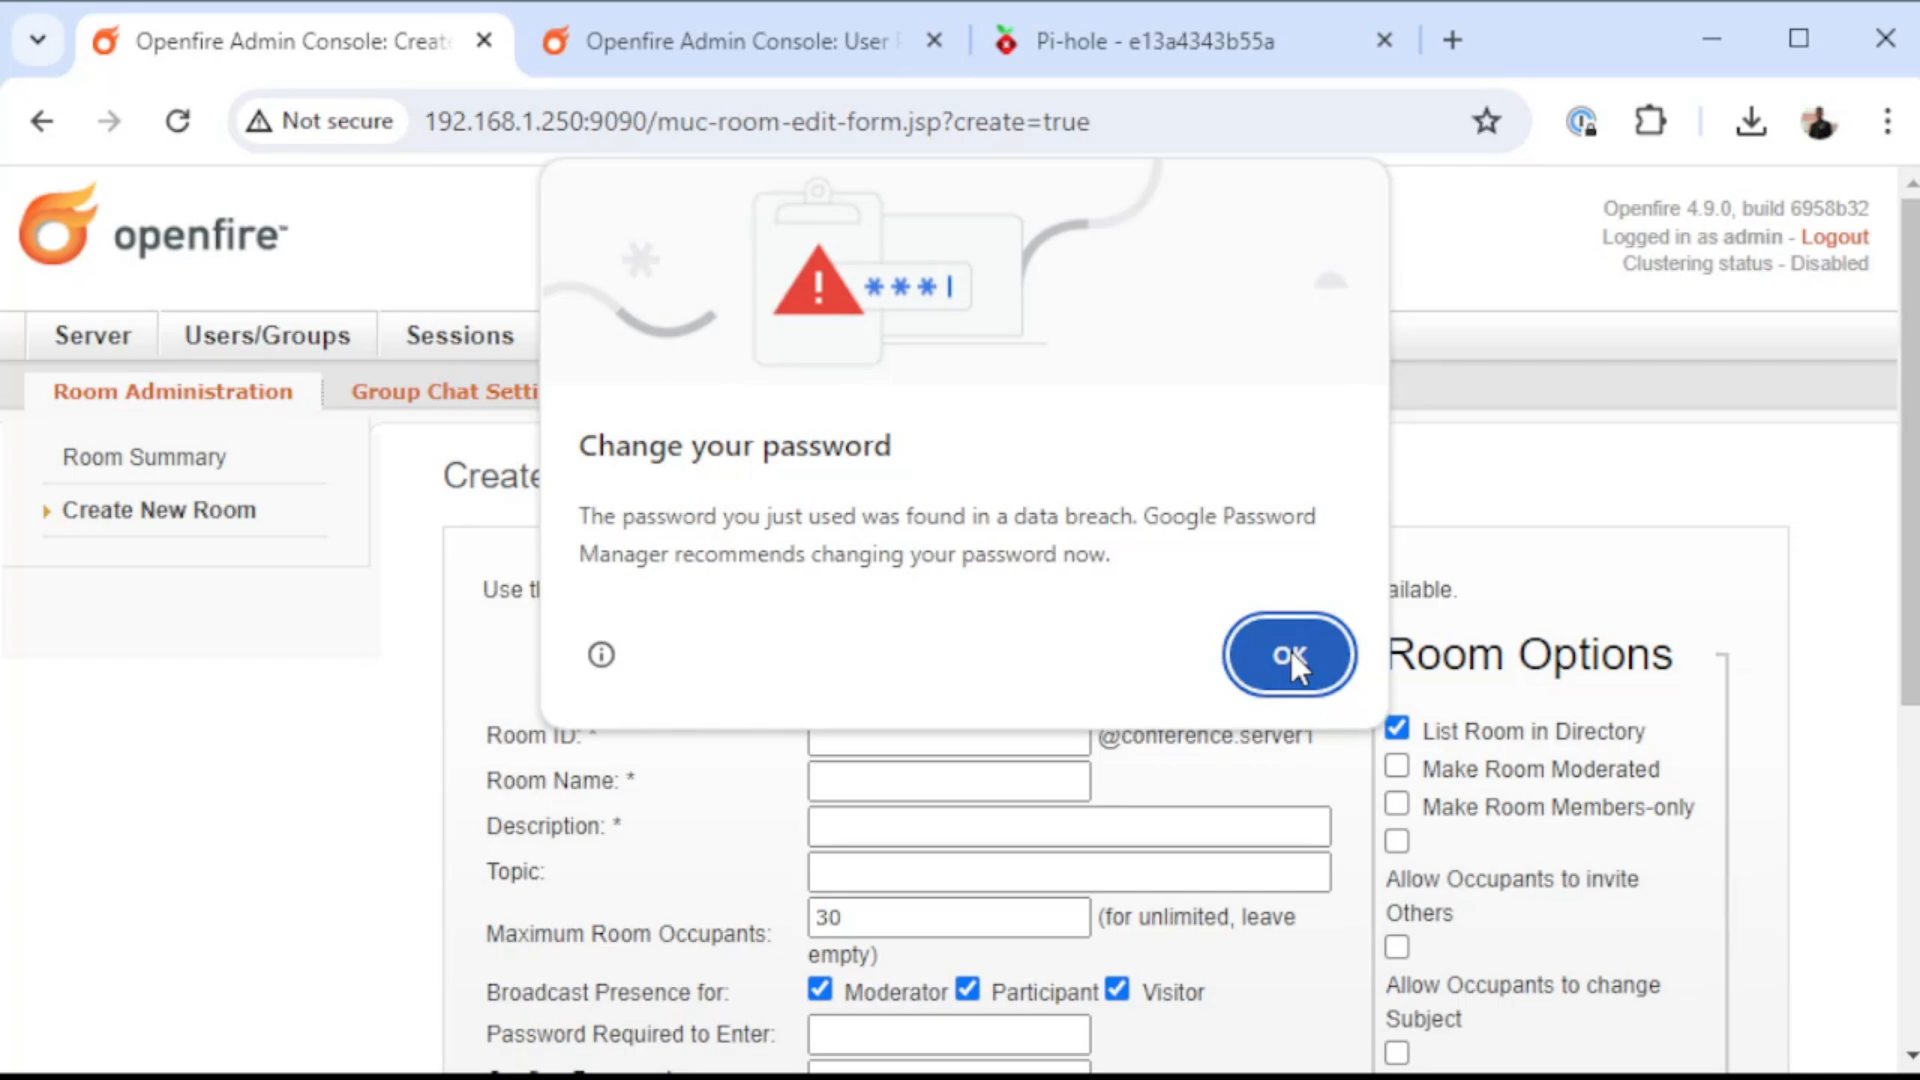 Openfire Admin Console: Create
Openfire Admin Console: User
Pi-hole - e13a4343b55a
Not secure
192.168.1.250:9090/muc-room-edit-form.jsp?create=true
openfire™
Openfire 4.9.0, build 6958b32
Logged in as admin - Logout
Clustering status - Disabled
Server
Users/Groups
Sessions
Room Administration
Group Chat Setti
Room Summary
Create New Room
Create
***
Change your password
The password you just used was found in a data breach. Google Password
Manager recommends changing your password now.
OK
Use
ailable.
Room Options
Room ID: * @conference.server1
Room Name: *
Description: *
Topic:
Maximum Room Occupants: 30 (for unlimited, leave
empty)
Broadcast Presence for: Moderator Participant Visitor
Password Required to Enter:
List Room in Directory
Make Room Moderated
Make Room Members-only
Allow Occupants to invite
Others
Allow Occupants to change
Subject